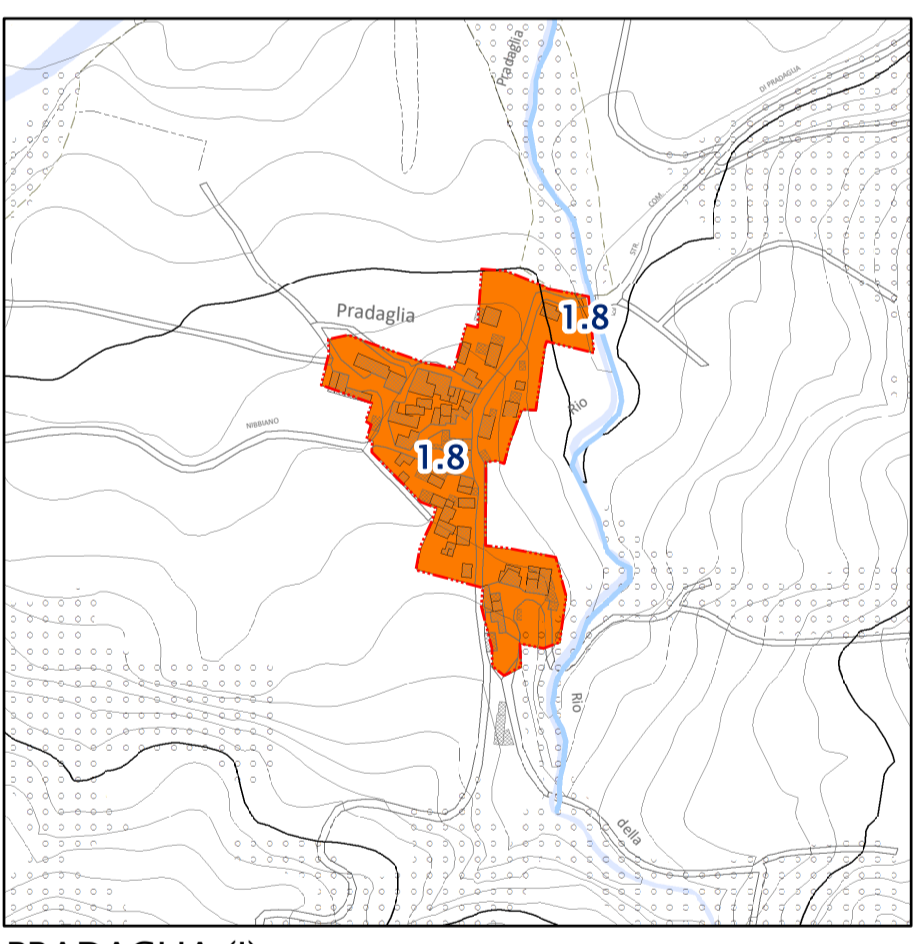 Pradaglia
DI PRADAGLIA
COM.
STR.
Pradaglia
1.8
Rio
NIBBIANO
1.8
Rio
della